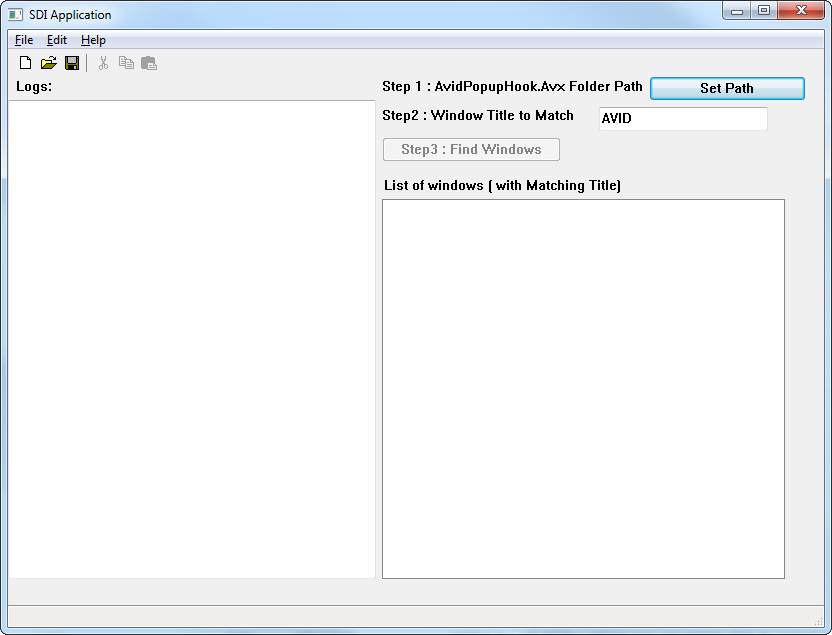 SDI Application
File Edit Help
Logs:
Step 1 : AvidPopupHook.Avx Folder Path
Set Path
Step2 : Window Title to Match
AVID
Step3 : Find Windows
List of windows ( with Matching Title)